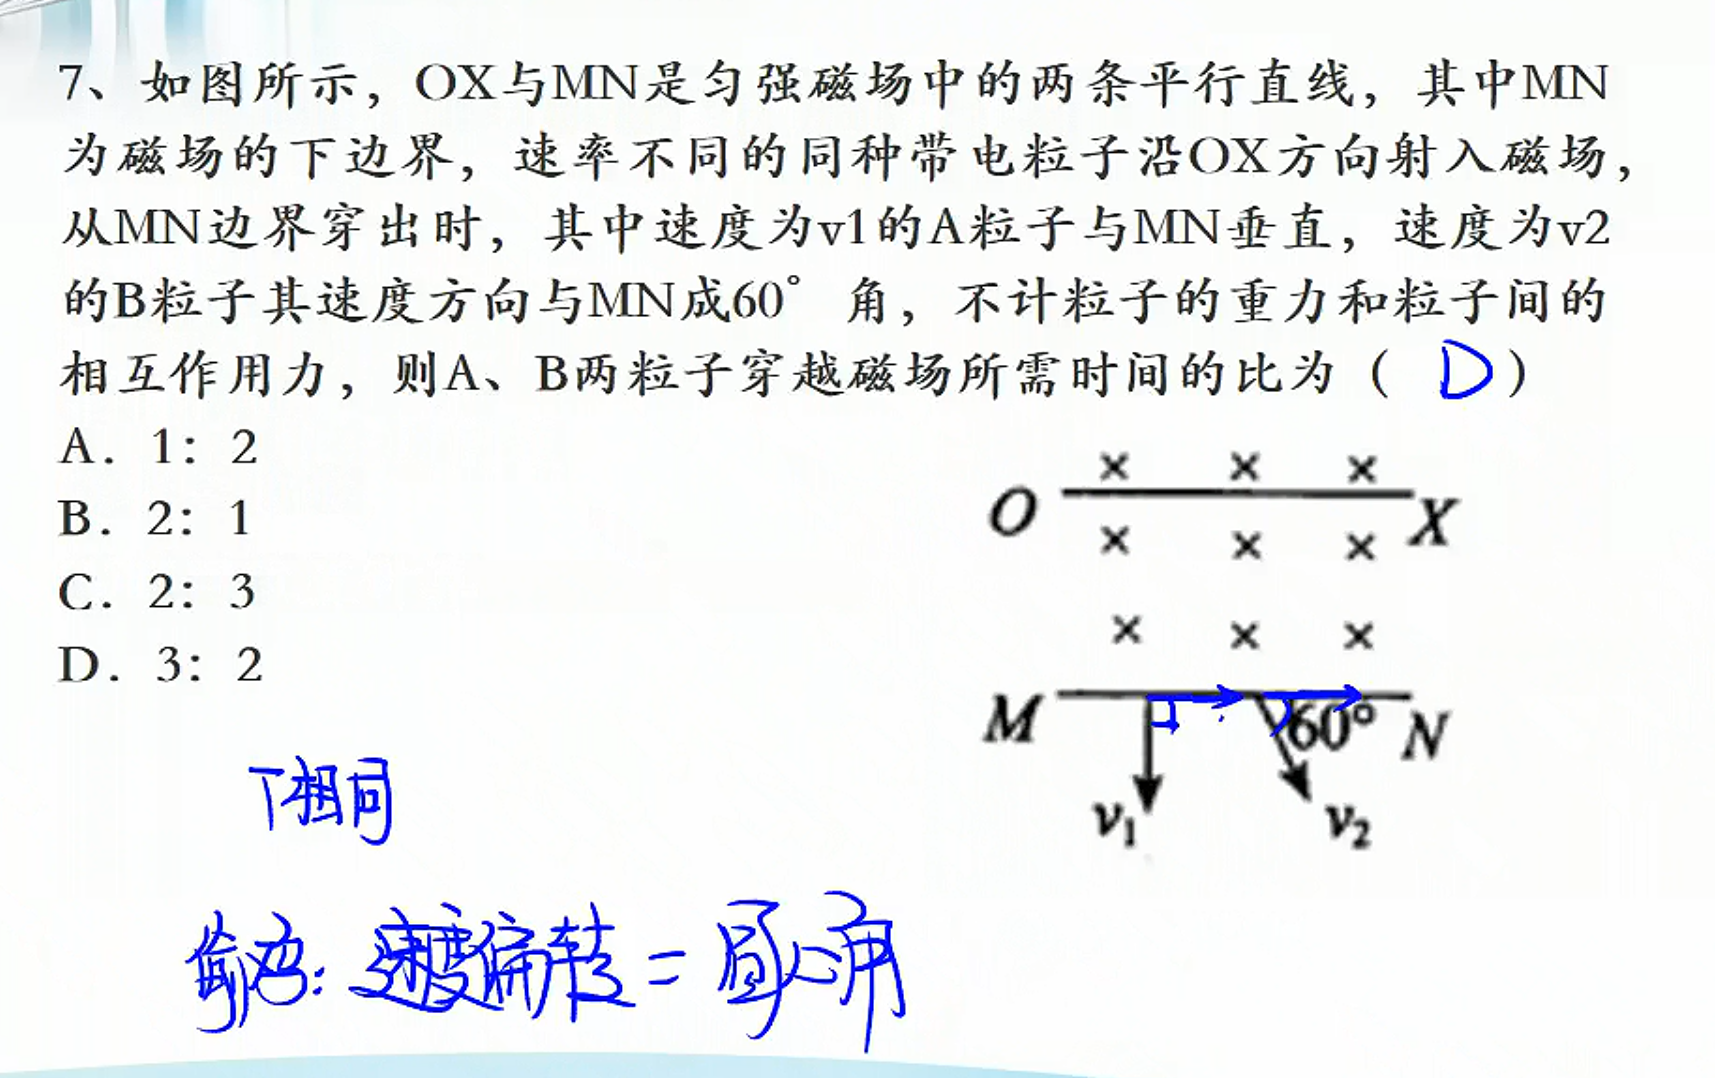 7、如图所示，OX与MN是匀强磁场中的两条平行直线，其中MN
为磁场的下边界，速率不同的同种带电粒子沿OX方向射入磁场，
从MN边界穿出时，其中速度为v1的A粒子与MN垂直，速度为v2
的B粒子其速度方向与MN成60°角，不计粒子的重力和粒子间的
相互作用力，则A、B两粒子穿越磁场所需时间的比为（ D ）
A. 1：2
B. 2：1
C. 2：3
D. 3：2
× × ×
O X
× × ×
× × ×
M 60° N
v1 v2
T相同
：速度偏转=圆心角